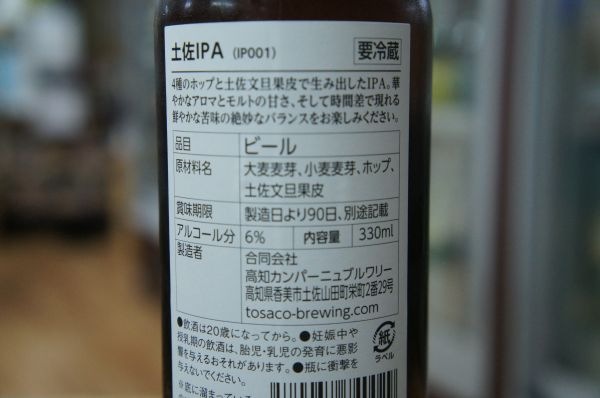 土佐IPA (IP001) 要冷蔵
4種のホップと土佐文旦果皮で生み出したIPA。華
やかなアロマとモルトの甘さ、そして時間差で現れる
鮮やかな苦味の絶妙なバランスをお楽しみください。
品目 ビール
原材料名 大麦麦芽、小麦麦芽、ホップ、
土佐文旦果皮
賞味期限 製造日より90日、別途記載
アルコール分 6% 内容量 330ml
製造者 合同会社
高知カンパーニュブルワリー
高知県香美市土佐山田町栄町2番29号
tosaco-brewing.com
●飲酒は20歳になってから。●妊娠中や
授乳期の飲酒は、胎児・乳児の発育に悪影
響を与えるおそれがあります。●瓶に衝撃を
与えないでください。
紙
ラベル
※底に溜まっている